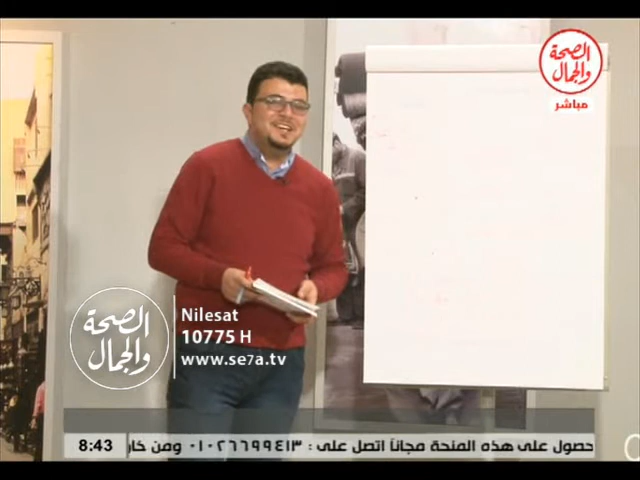 الصحة
والجمال
مباشر
الصحة
والجمال
Nilesat
10775 H
www.se7a.tv
حصول على هذه المنحة مجاناً اتصل على : ٠١٠٢٦٦٩٩٤١٣ ومن خار
8:43